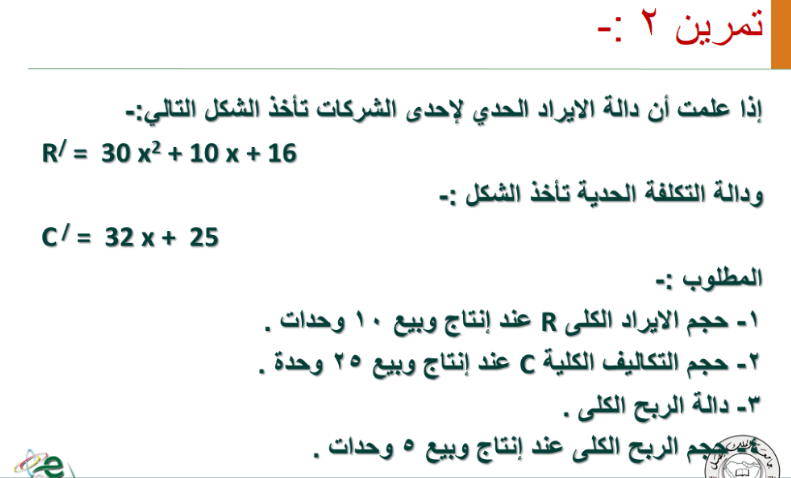 تمرين ٢ :-
إذا علمت أن دالة الايراد الحدي لإحدى الشركات تأخذ الشكل التالي:-
R/ = 30 x² + 10 x + 16
ودالة التكلفة الحدية تأخذ الشكل :-
C / = 32 x + 25
المطلوب :-
١- حجم الايراد الكلى R عند إنتاج وبيع ١٠ وحدات .
٢- حجم التكاليف الكلية C عند إنتاج وبيع ٢٥ وحدة .
٣- دالة الربح الكلى .
حجم الربح الكلى عند إنتاج وبيع ٥ وحدات .